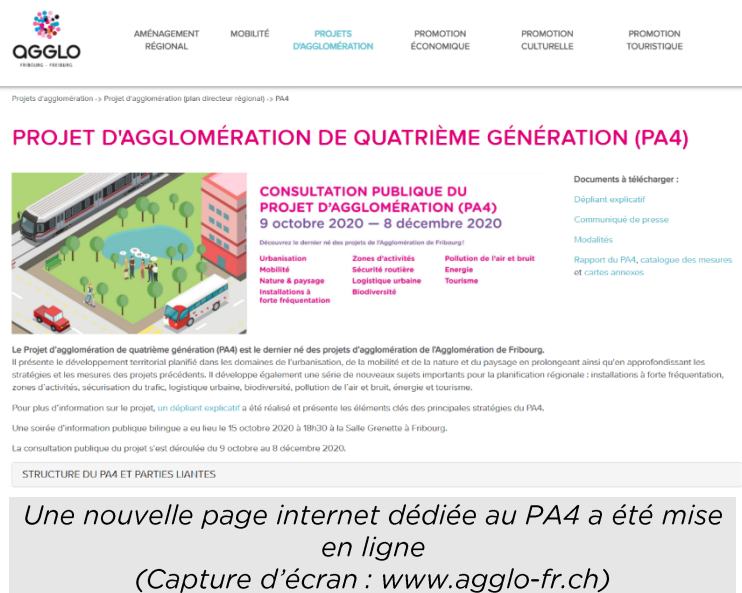 AGGLO
FRIBOURG - FREIBURG
AMÉNAGEMENT
RÉGIONAL
MOBILITÉ
PROJETS
D'AGGLOMÉRATION
PROMOTION
ÉCONOMIQUE
PROMOTION
CULTURELLE
PROMOTION
TOURISTIQUE
Projets d'agglomération -> Projet d'agglomération (plan directeur régional) -> PA4
PROJET D'AGGLOMÉRATION DE QUATRIÈME GÉNÉRATION (PA4)
CONSULTATION PUBLIQUE DU
PROJET D'AGGLOMÉRATION (PA4)
9 octobre 2020 — 8 décembre 2020
Découvrez le dernier né des projets de l'Agglomération de Fribourg!
Urbanisation
Mobilité
Nature & paysage
Installations à
forte fréquentation
Zones d'activités
Sécurité routière
Logistique urbaine
Biodiversité
Pollution de l'air et bruit
Energie
Tourisme
Documents à télécharger :
Dépliant explicatif
Communiqué de presse
Modalités
Rapport du PA4, catalogue des mesures
et cartes annexes
Le Projet d'agglomération de quatrième génération (PA4) est le dernier né des projets d'agglomération de l'Agglomération de Fribourg.
Il présente le développement territorial planifié dans les domaines de l'urbanisation, de la mobilité et de la nature et du paysage en prolongeant ainsi qu'en approfondissant les
stratégies et les mesures des projets précédents. Il développe également une série de nouveaux sujets importants pour la planification régionale : installations à forte fréquentation,
zones d'activités, sécurisation du trafic, logistique urbaine, biodiversité, pollution de l'air et bruit, énergie et tourisme.
Pour plus d'information sur le projet, un dépliant explicatif a été réalisé et présente les éléments clés des principales stratégies du PA4.
Une soirée d'information publique bilingue a eu lieu le 15 octobre 2020 à 18h30 à la Salle Grenette à Fribourg.
La consultation publique du projet s'est déroulée du 9 octobre au 8 décembre 2020.
STRUCTURE DU PA4 ET PARTIES LIANTES
Une nouvelle page internet dédiée au PA4 a été mise
en ligne
(Capture d'écran : www.agglo-fr.ch)